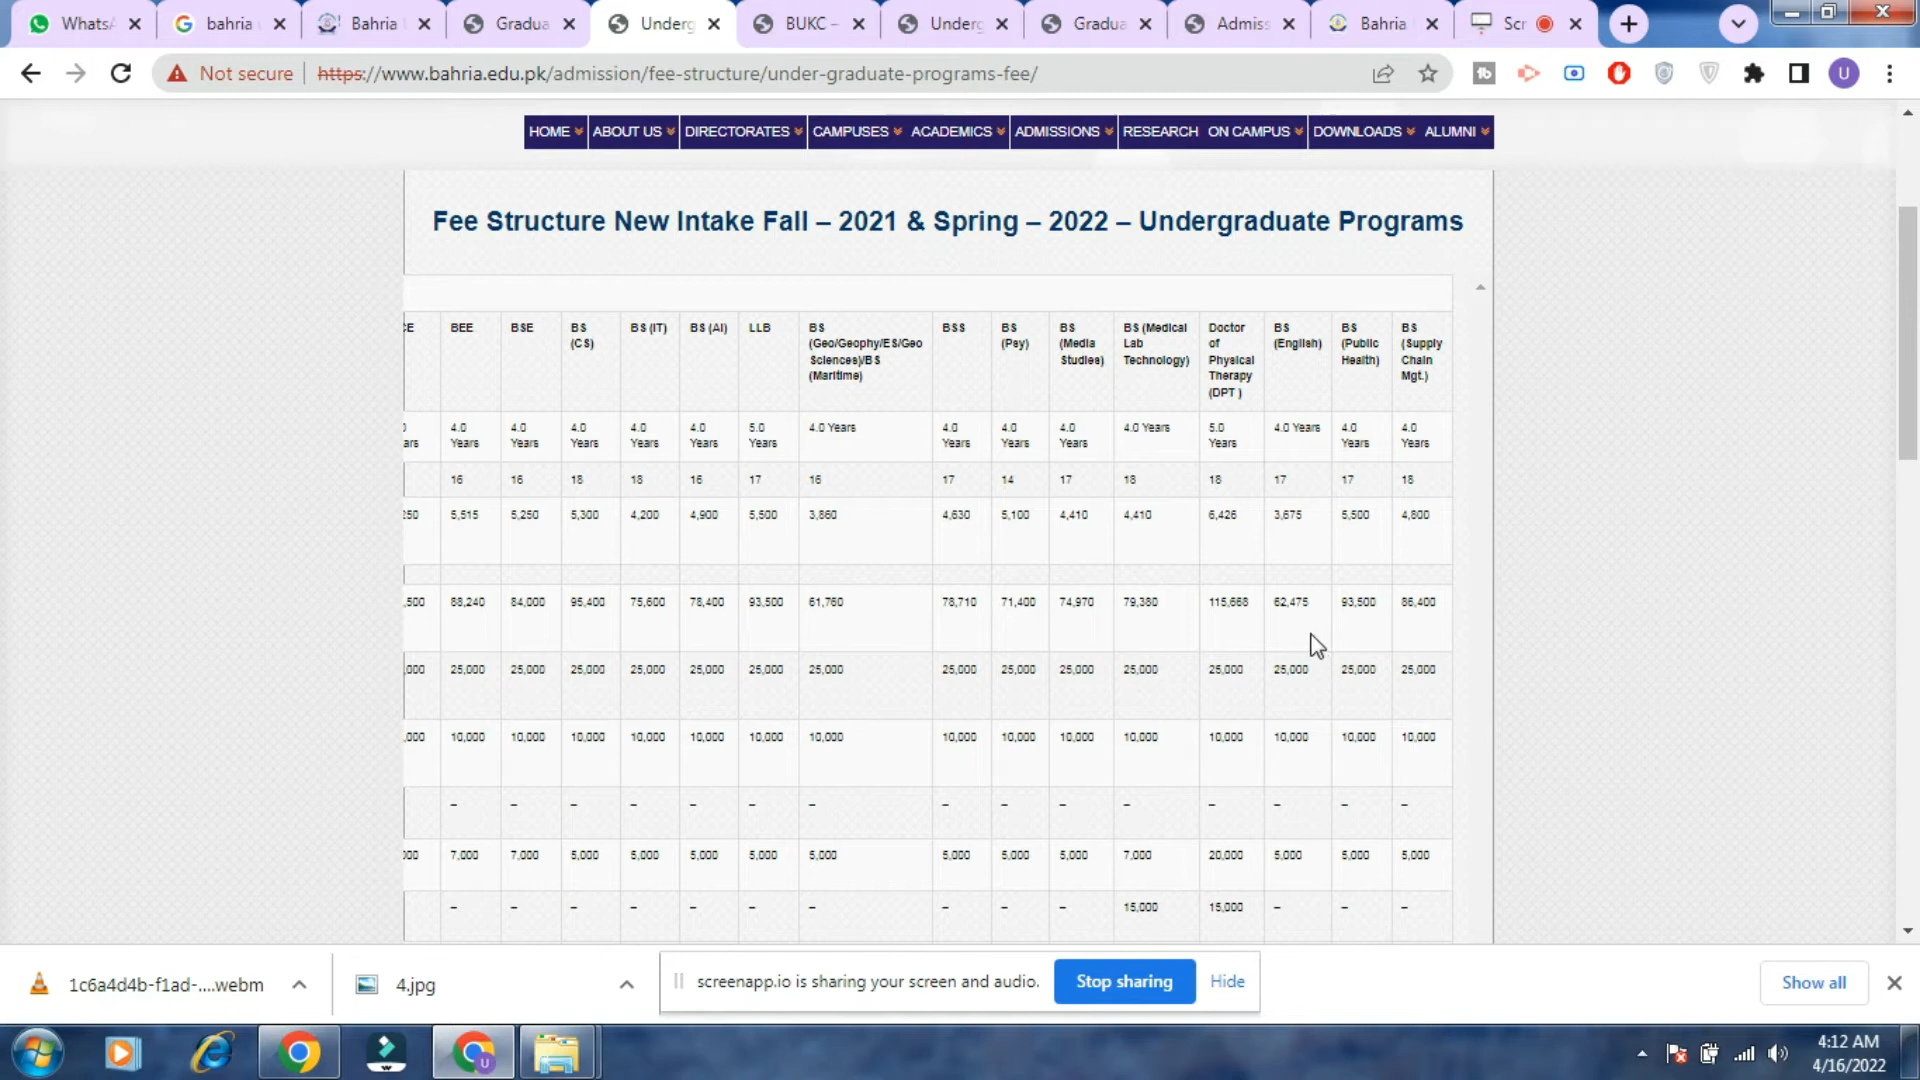 Whats
bahria
Bahria
Gradua
Underg
BUKC –
Underg
Gradua
Admiss
Bahria
Scr
Not secure
https://www.bahria.edu.pk/admission/fee-structure/under-graduate-programs-fee/
U
HOME ABOUT US DIRECTORATES CAMPUSES ACADEMICS ADMISSIONS RESEARCH ON CAMPUS DOWNLOADS ALUMNI
Fee Structure New Intake Fall – 2021 & Spring – 2022 – Undergraduate Programs
BEE
BSE
BS
(CS)
BS (IT)
BS (AI)
LLB
BS
(Geo/Geophy/ES/Geo
Sciences)/BS
(Maritime)
BSS
BS
(Psy)
BS
(Media
Studies)
BS (Medical
Lab
Technology)
Doctor
of
Physical
Therapy
(DPT )
BS
(English)
BS
(Public
Health)
BS
(Supply
Chain
Mgt.)
4.0
Years
4.0
Years
4.0
Years
4.0
Years
4.0
Years
5.0
Years
4.0 Years
4.0
Years
4.0
Years
4.0
Years
4.0 Years
5.0
Years
4.0 Years
4.0
Years
4.0
Years
16 16 18 18 16 17 16 17 14 17 18 18 17 17 18
250 5,515 5,250 5,300 4,200 4,900 5,500 3,860 4,630 5,100 4,410 4,410 6,426 3,675 5,500 4,800
,500 88,240 84,000 95,400 75,600 78,400 93,500 61,760 78,710 71,400 74,970 79,380 115,668 62,475 93,500 86,400
,000 25,000 25,000 25,000 25,000 25,000 25,000 25,000 25,000 25,000 25,000 25,000 25,000 25,000 25,000 25,000
,000 10,000 10,000 10,000 10,000 10,000 10,000 10,000 10,000 10,000 10,000 10,000 10,000 10,000 10,000 10,000
– – – – – – – – – – – – – – –
000 7,000 7,000 5,000 5,000 5,000 5,000 5,000 5,000 5,000 5,000 7,000 20,000 5,000 5,000 5,000
– – – – – – – – – – 15,000 15,000 – – –
1c6a4d4b-f1ad-....webm
4.jpg
screenapp.io is sharing your screen and audio.
Stop sharing
Hide
Show all
4:12 AM
4/16/2022